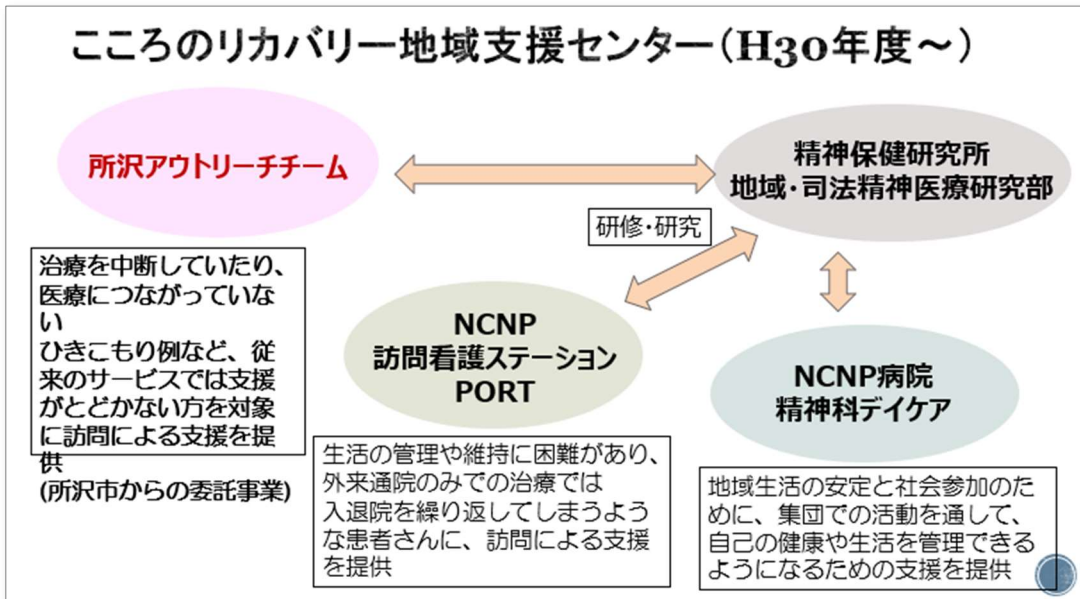 こころのリカバリー地域支援センター（H30年度～）
所沢アウトリーチチーム
精神保健研究所
地域・司法精神医療研究部
研修・研究
治療を中断していたり、
医療につながっていな
い
ひきこもり例など、従
来のサービスでは支援
がとどかない方を対象
に訪問による支援を提
供
(所沢市からの委託事業)
NCNP
訪問看護ステーション
PORT
生活の管理や維持に困難があり、
外来通院のみでの治療では
入退院を繰り返してしまうよう
な患者さんに、訪問による支援
を提供
NCNP病院
精神科デイケア
地域生活の安定と社会参加のた
めに、集団での活動を通して、
自己の健康や生活を管理できる
ようになるための支援を提供